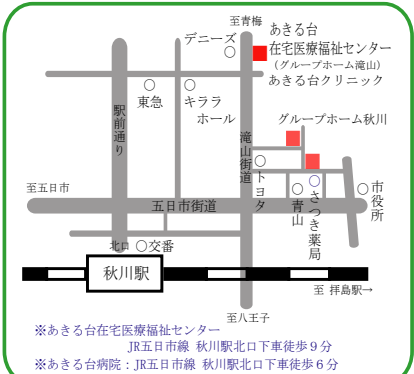 至青梅
あきる台
デニーズ
在宅医療福祉センター
（グループホーム滝山）
あきる台クリニック
東急
キララ
ホール
グループホーム秋川
駅前通り
滝山街道
トヨタ
至五日市
五日市街道
青山
さつき薬局
市役所
北口
交番
秋川駅
至 拝島駅→
至八王子
※あきる台在宅医療福祉センター
JR五日市線 秋川駅北口下車徒歩９分
※あきる台病院：JR五日市線 秋川駅北口下車徒歩６分